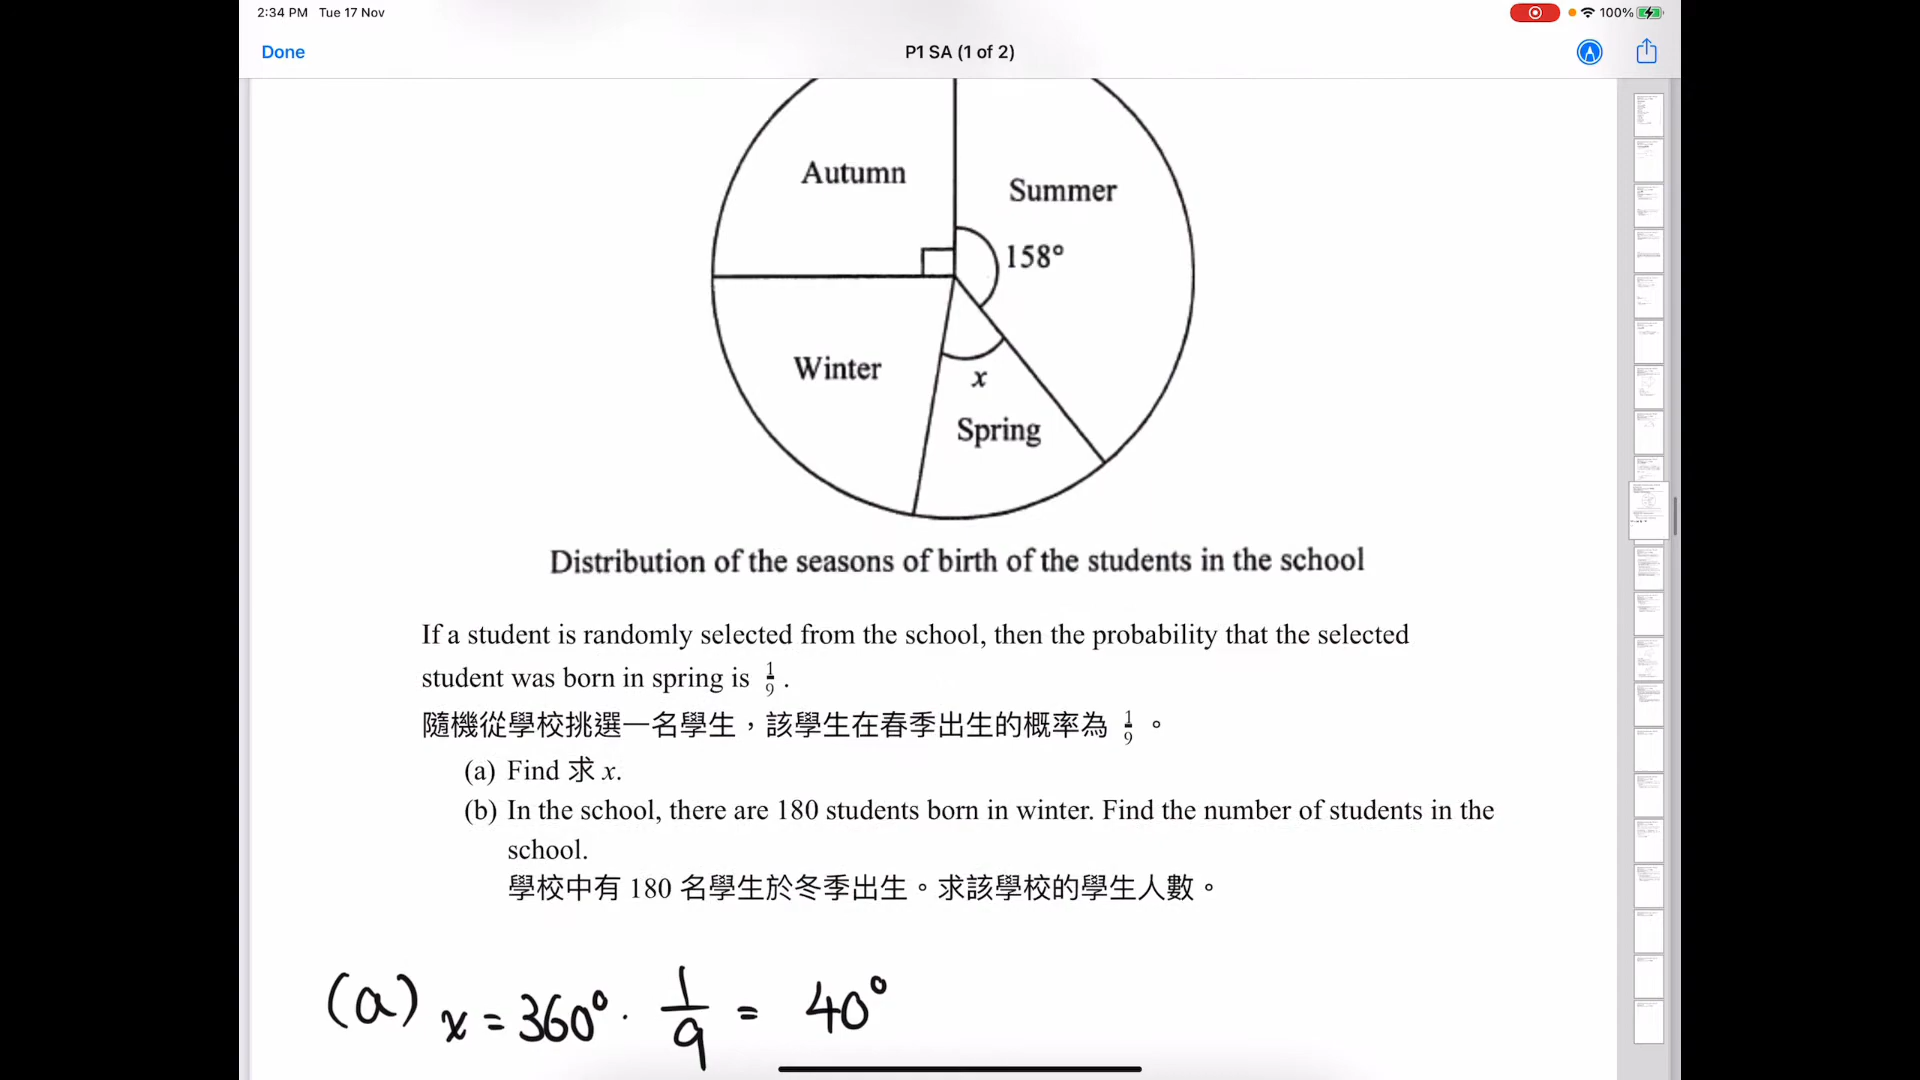 2:34 PM Tue 17 Nov
100%
Done
P1 SA (1 of 2)
Autumn
Summer
158°
Winter
x
Spring
Distribution of the seasons of birth of the students in the school
If a student is randomly selected from the school, then the probability that the selected
student was born in spring is 1/9 .
隨機從學校挑選一名學生，該學生在春季出生的概率為 1/9 。
(a) Find 求 x.
(b) In the school, there are 180 students born in winter. Find the number of students in the
school.
學校中有 180 名學生於冬季出生。求該學校的學生人數。
(a) x = 360° · 1/9 = 40°